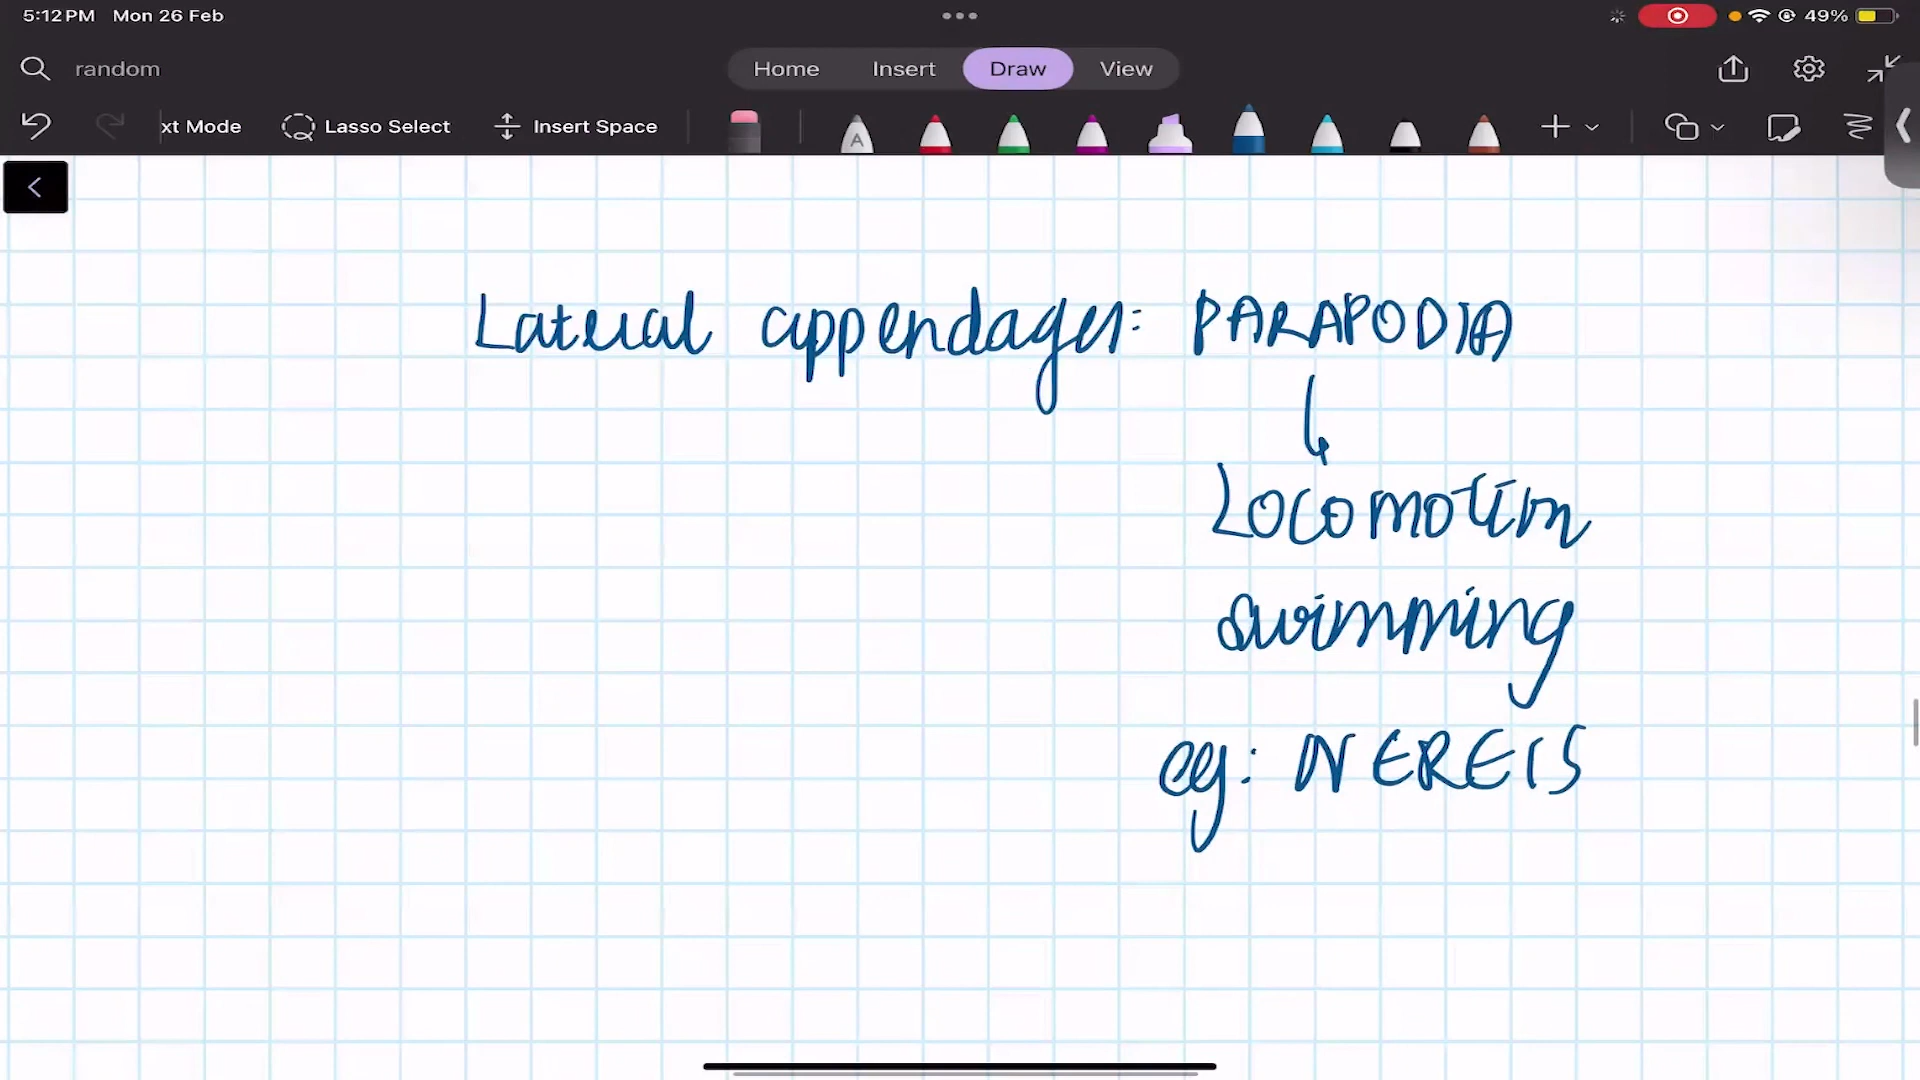 5:12 PM Mon 26 Feb
49%
random
Home Insert Draw View
xt Mode Lasso Select Insert Space
A
Lateral appendages: PARAPODIA
Locomotion
swimming
eg: NEREIS